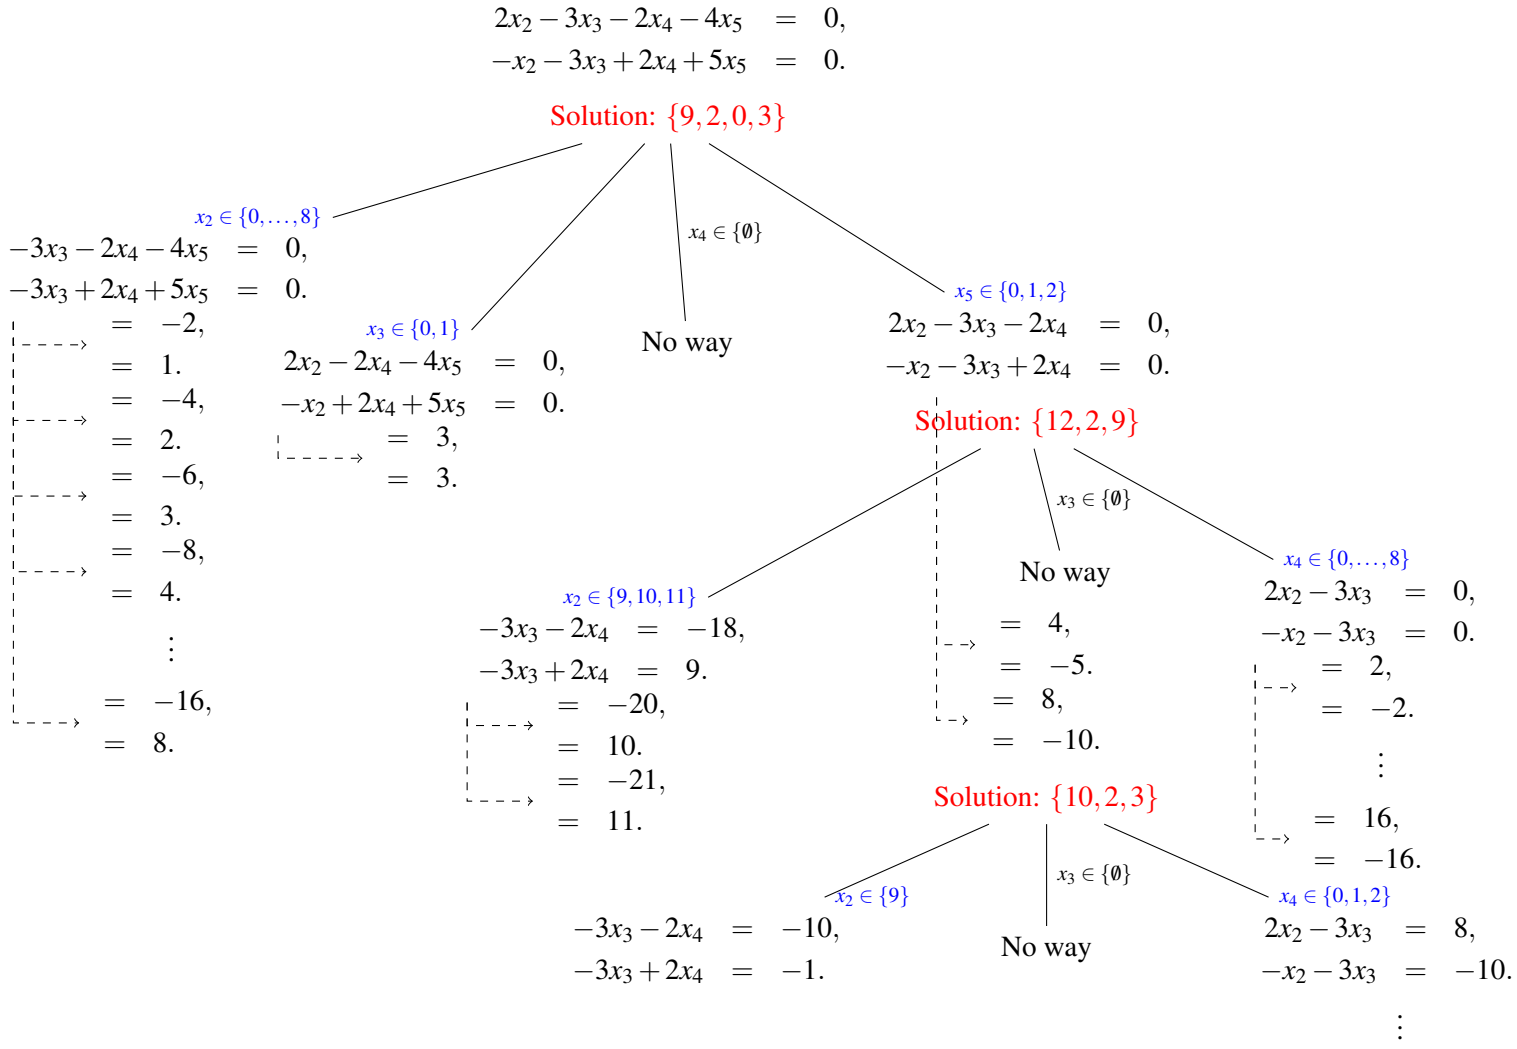 2x₂ − 3x₃ − 2x₄ − 4x₅ = 0,
−x₂ − 3x₃ + 2x₄ + 5x₅ = 0.
Solution: {9,2,0,3}
x₂ ∈ {0,…,8}
−3x₃ − 2x₄ − 4x₅ = 0,
−3x₃ + 2x₄ + 5x₅ = 0.
= −2,
= 1.
= −4,
= 2.
= −6,
= 3.
= −8,
= 4.
⋮
= −16,
= 8.
x₃ ∈ {0,1}
2x₂ − 2x₄ − 4x₅ = 0,
−x₂ + 2x₄ + 5x₅ = 0.
= 3,
= 3.
x₄ ∈ {∅}
No way
x₅ ∈ {0,1,2}
2x₂ − 3x₃ − 2x₄ = 0,
−x₂ − 3x₃ + 2x₄ = 0.
Solution: {12,2,9}
x₂ ∈ {9,10,11}
−3x₃ − 2x₄ = −18,
−3x₃ + 2x₄ = 9.
= −20,
= 10.
= −21,
= 11.
x₃ ∈ {∅}
No way
x₄ ∈ {0,…,8}
2x₂ − 3x₃ = 0,
−x₂ − 3x₃ = 0.
= 2,
= −2.
⋮
= 16,
= −16.
= 4,
= −5.
= 8,
= −10.
Solution: {10,2,3}
x₂ ∈ {9}
−3x₃ − 2x₄ = −10,
−3x₃ + 2x₄ = −1.
x₃ ∈ {∅}
No way
x₄ ∈ {0,1,2}
2x₂ − 3x₃ = 8,
−x₂ − 3x₃ = −10.
⋮